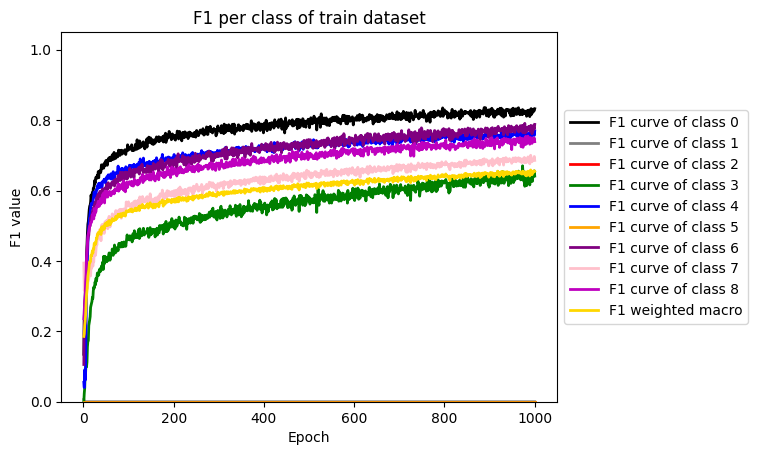 F1 per class of train dataset
F1 value
1.0
0.8
0.6
0.4
0.2
0.0
0 200 400 600 800 1000
Epoch
F1 curve of class 0
F1 curve of class 1
F1 curve of class 2
F1 curve of class 3
F1 curve of class 4
F1 curve of class 5
F1 curve of class 6
F1 curve of class 7
F1 curve of class 8
F1 weighted macro